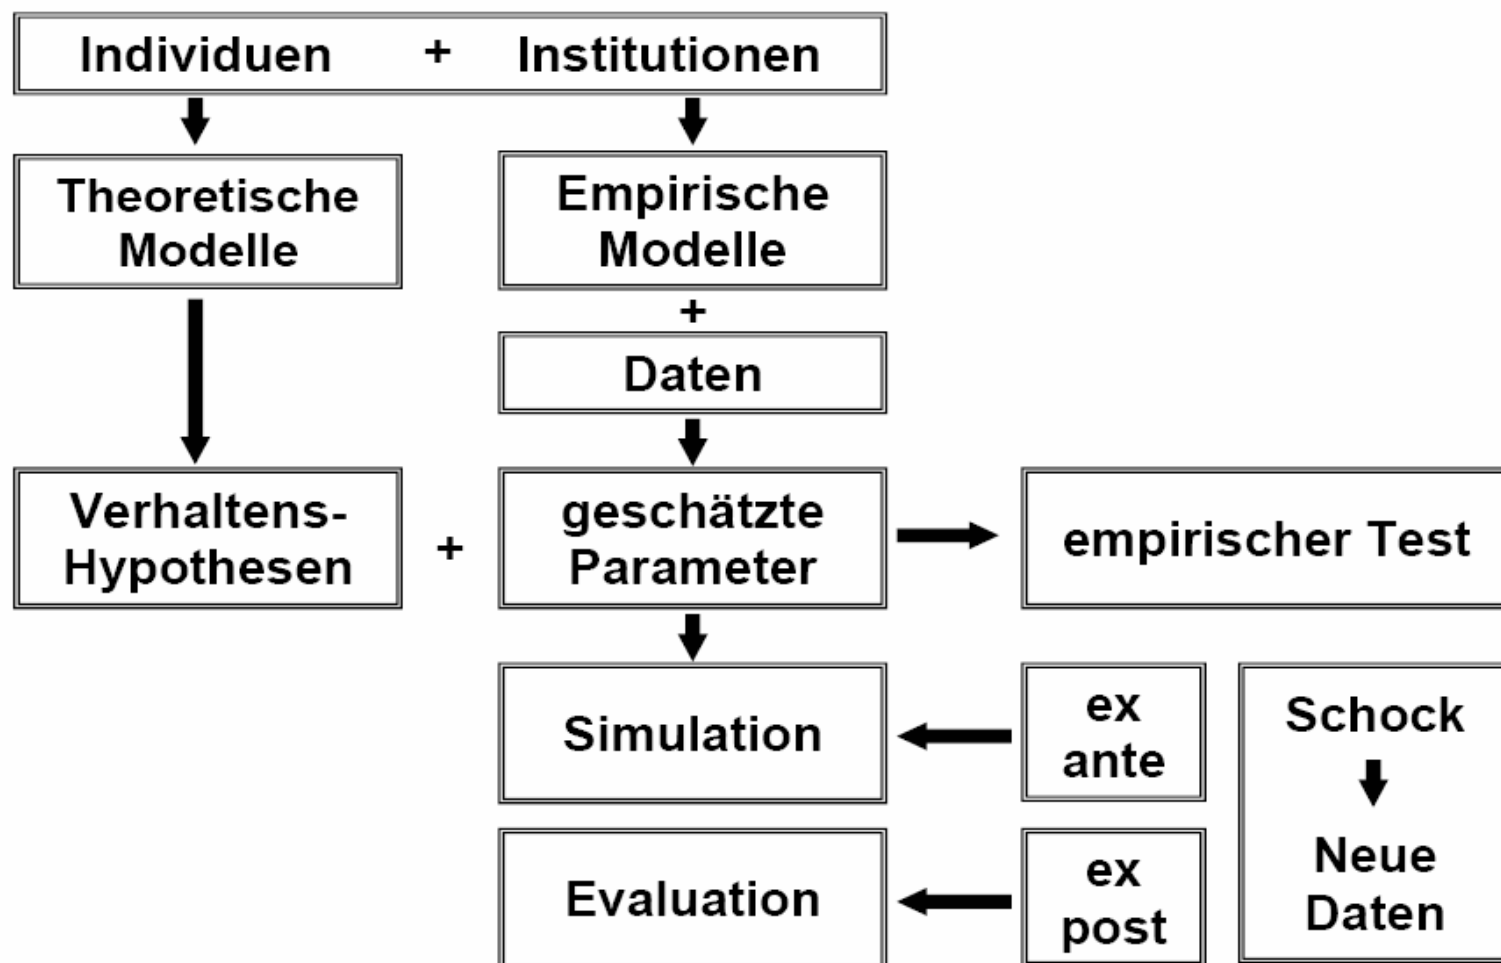 Individuen + Institutionen
Theoretische
Modelle
Empirische
Modelle
+
Daten
Verhaltens-
Hypothesen
+
geschätzte
Parameter
empirischer Test
Simulation
ex
ante
Schock
Neue
Daten
Evaluation
ex
post